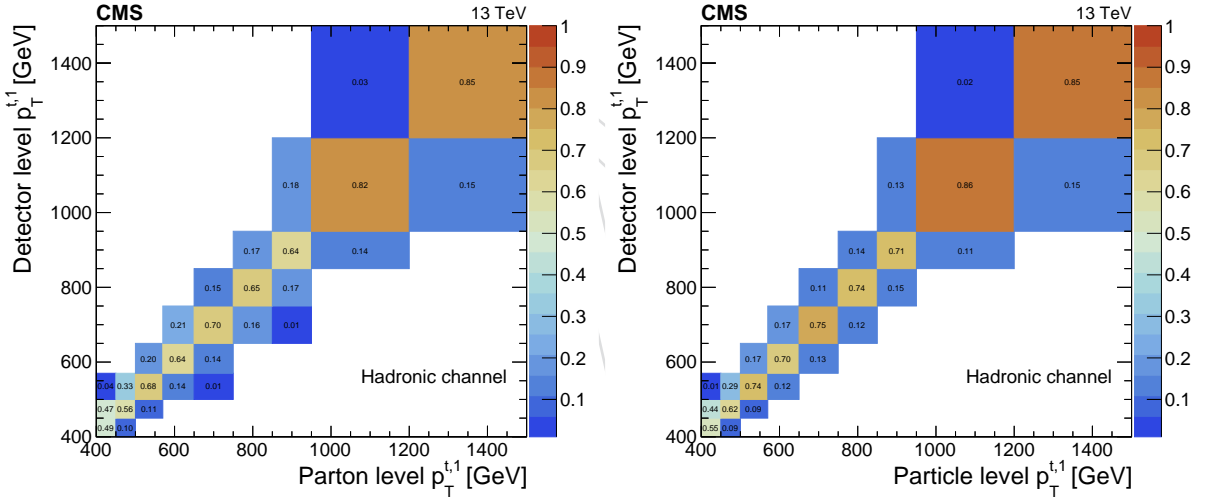 CMS 13 TeV
Detector level p_T^{t,1} [GeV]
1400
1200
1000
800
600
400
0.03 0.85
0.18 0.82 0.15
0.17 0.64 0.14
0.15 0.65 0.17
0.21 0.70 0.16 0.01
0.20 0.64 0.14
0.04 0.33 0.68 0.14 0.01
0.47 0.56 0.11
0.49 0.10
Hadronic channel
400 600 800 1000 1200 1400
Parton level p_T^{t,1} [GeV]
1
0.9
0.8
0.7
0.6
0.5
0.4
0.3
0.2
0.1
CMS 13 TeV
Detector level p_T^{t,1} [GeV]
1400
1200
1000
800
600
400
0.02 0.85
0.13 0.86 0.15
0.14 0.71 0.11
0.11 0.74 0.15
0.17 0.75 0.12
0.17 0.70 0.13
0.01 0.29 0.74 0.12
0.44 0.62 0.09
0.55 0.09
Hadronic channel
400 600 800 1000 1200 1400
Particle level p_T^{t,1} [GeV]
1
0.9
0.8
0.7
0.6
0.5
0.4
0.3
0.2
0.1